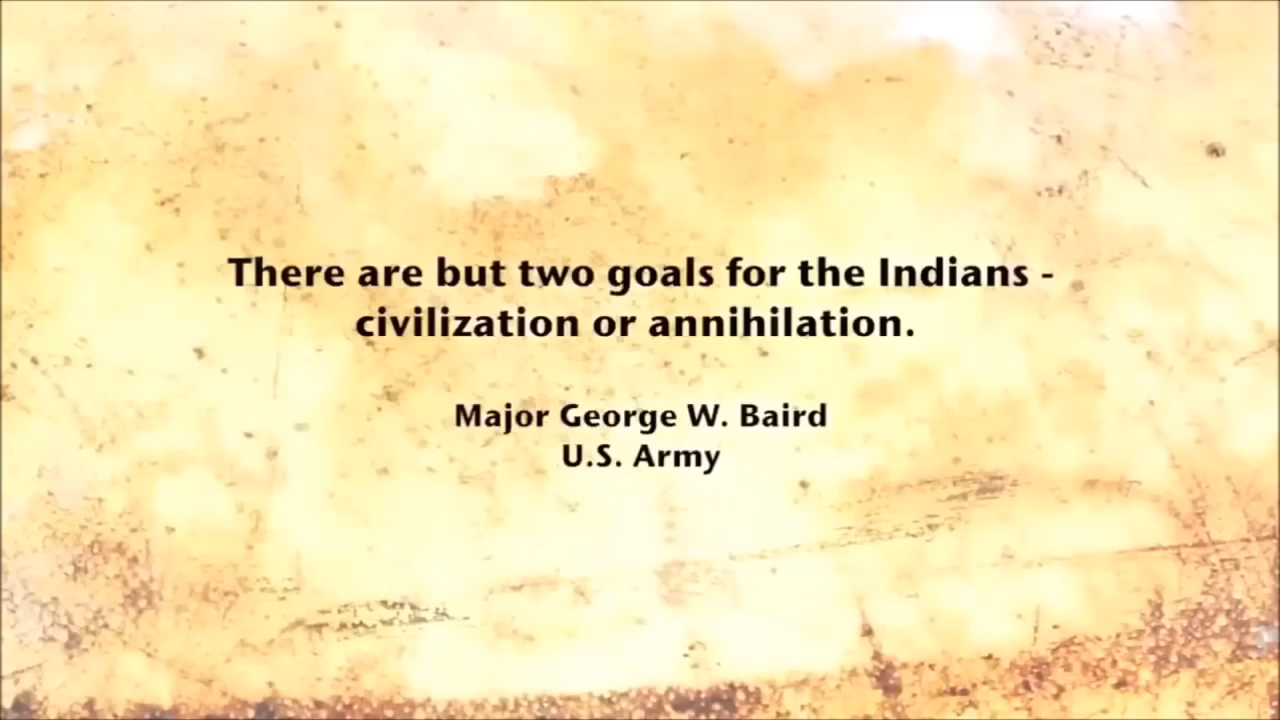 There are but two goals for the Indians -
civilization or annihilation.
Major George W. Baird
U.S. Army